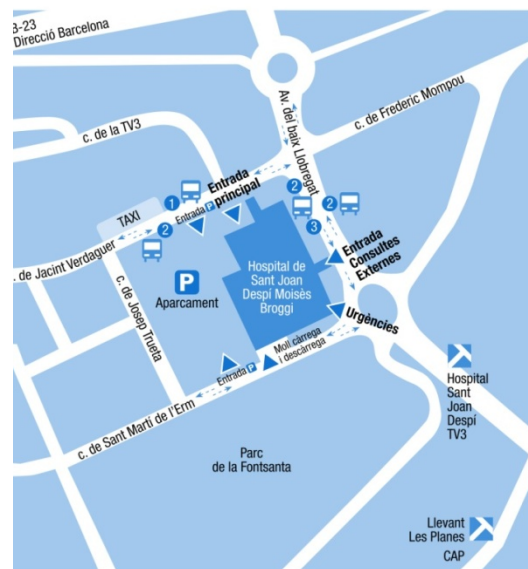 B-23
Direcció Barcelona
c. de la TV3
Av. del baix Llobregat
c. de Frederic Mompou
TAXI
1
Entrada principal
Entrada P
2
2
2
3
c. de Jacint Verdaguer
P
Aparcament
c. de Josep Trueta
Hospital de
Sant Joan
Despí Moisès
Broggi
Entrada
Consultes
Externes
Urgències
Moll càrrega
i descàrrega
Entrada P
c. de Sant Martí de l'Erm
Parc
de la Fontsanta
Hospital
Sant
Joan
Despí
TV3
Llevant
Les Planes
CAP